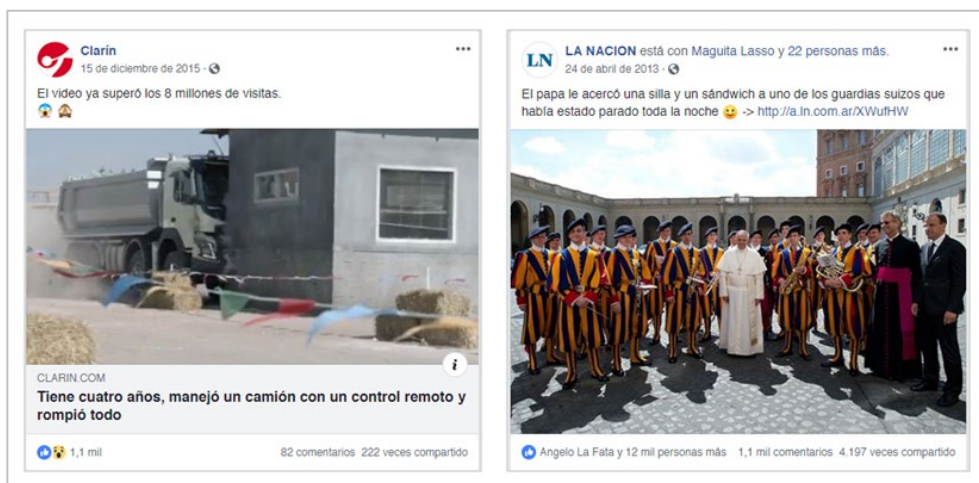 Clarín
15 de diciembre de 2015 ·
El video ya superó los 8 millones de visitas.
CLARIN.COM
Tiene cuatro años, manejó un camión con un control remoto y
rompió todo
1,1 mil
82 comentarios 222 veces compartido
LN
LA NACION está con Maguita Lasso y 22 personas más.
24 de abril de 2013 ·
El papa le acercó una silla y un sándwich a uno de los guardias suizos que
había estado parado toda la noche 😀 -> http://a.ln.com.ar/XWufHW
Angelo La Fata y 12 mil personas más 1,1 mil comentarios 4.197 veces compartido